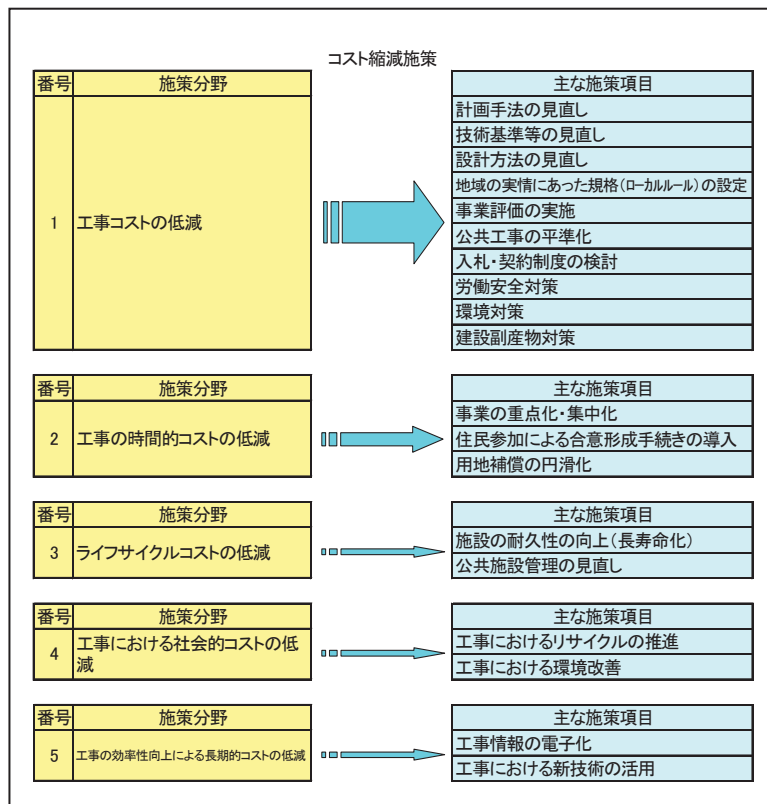 コスト縮減施策
番号 施策分野 主な施策項目
1 工事コストの低減
計画手法の見直し
技術基準等の見直し
設計方法の見直し
地域の実情にあった規格(ローカルルール)の設定
事業評価の実施
公共工事の平準化
入札・契約制度の検討
労働安全対策
環境対策
建設副産物対策
番号 施策分野 主な施策項目
2 工事の時間的コストの低減
事業の重点化・集中化
住民参加による合意形成手続きの導入
用地補償の円滑化
番号 施策分野 主な施策項目
3 ライフサイクルコストの低減
施設の耐久性の向上(長寿命化)
公共施設管理の見直し
番号 施策分野 主な施策項目
4 工事における社会的コストの低
減
工事におけるリサイクルの推進
工事における環境改善
番号 施策分野 主な施策項目
5 工事の効率性向上による長期的コストの低減
工事情報の電子化
工事における新技術の活用